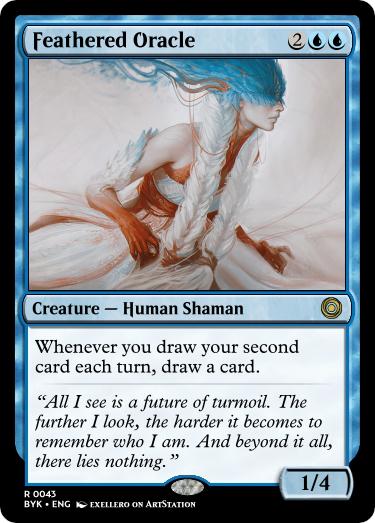 Feathered Oracle 2
Creature — Human Shaman
Whenever you draw your second
card each turn, draw a card.
“All I see is a future of turmoil. The
further I look, the harder it becomes to
remember who I am. And beyond it all,
there lies nothing.”
1/4
R 0043
BYK • ENG EXELLERO ON ARTSTATION